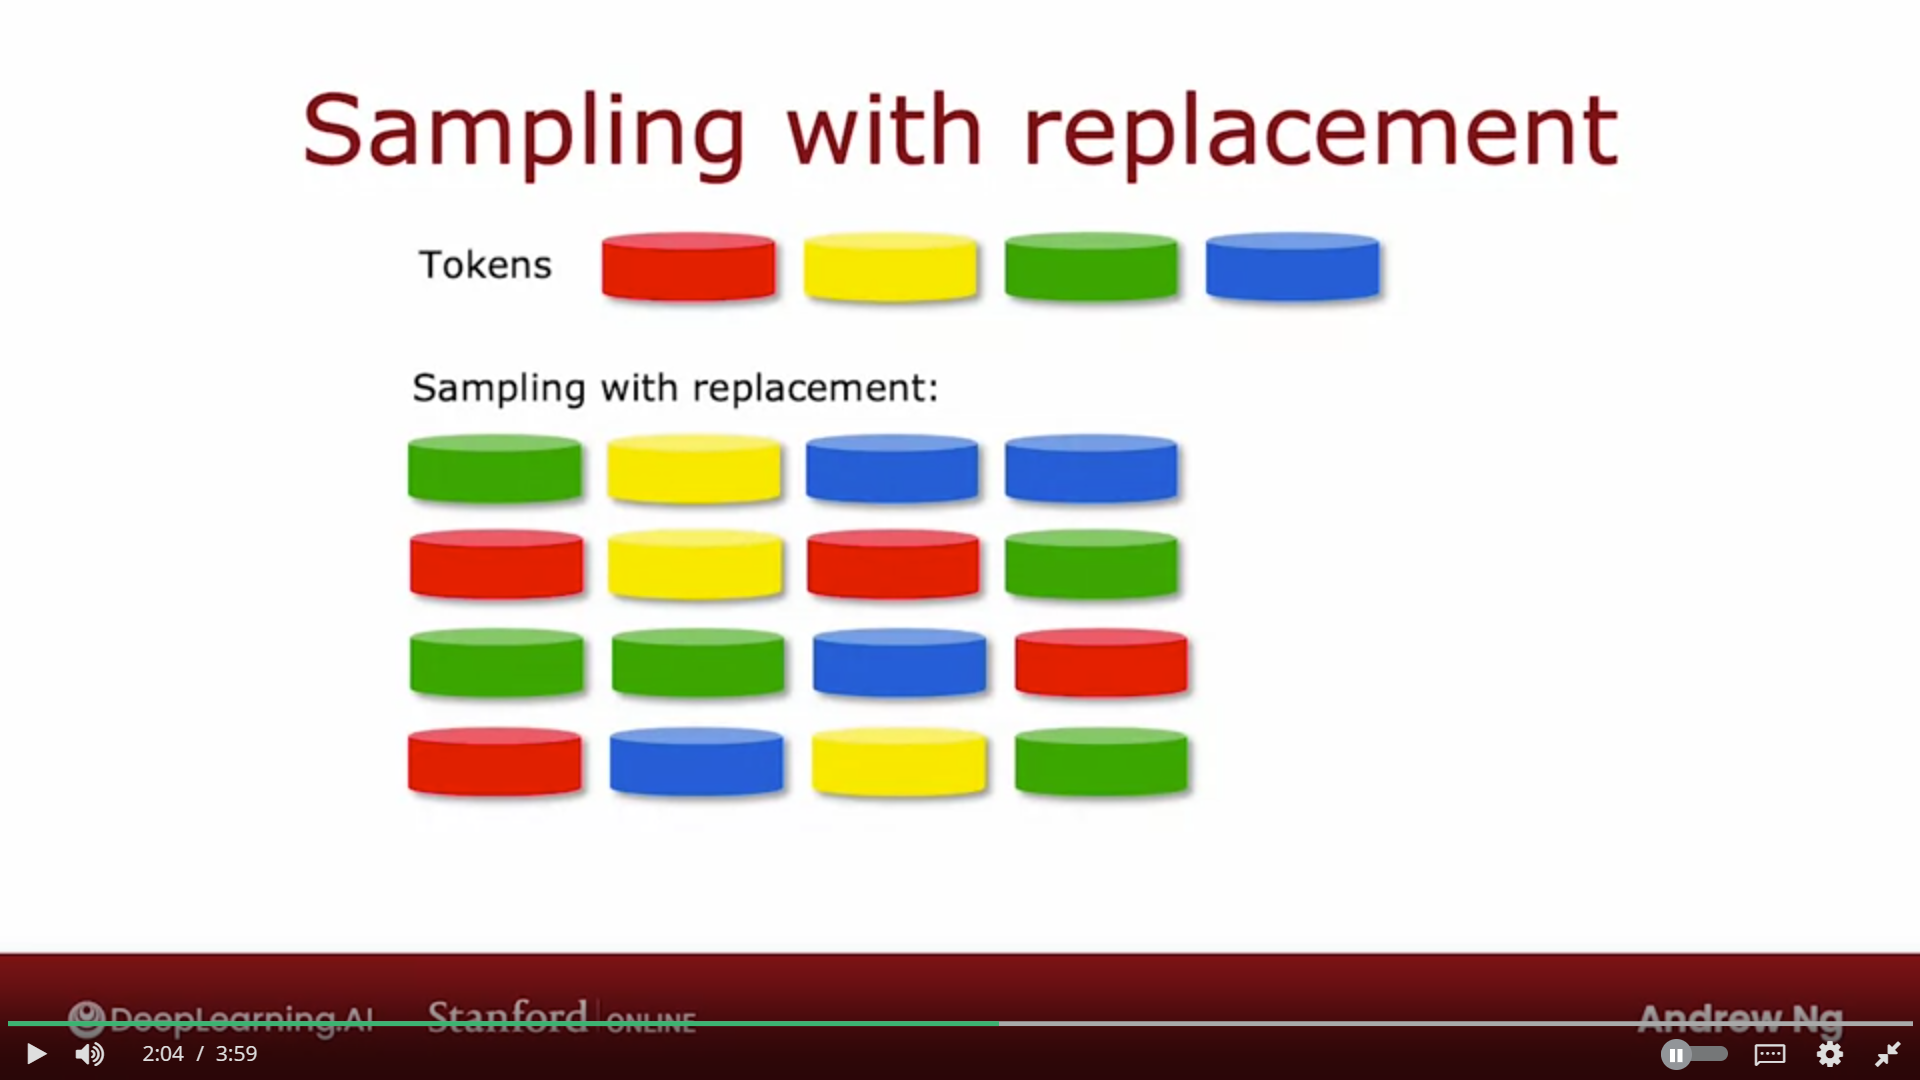 Sampling with replacement
Tokens
Sampling with replacement:
DeepLearning.AI Stanford ONLINE Andrew Ng
2:04 / 3:59